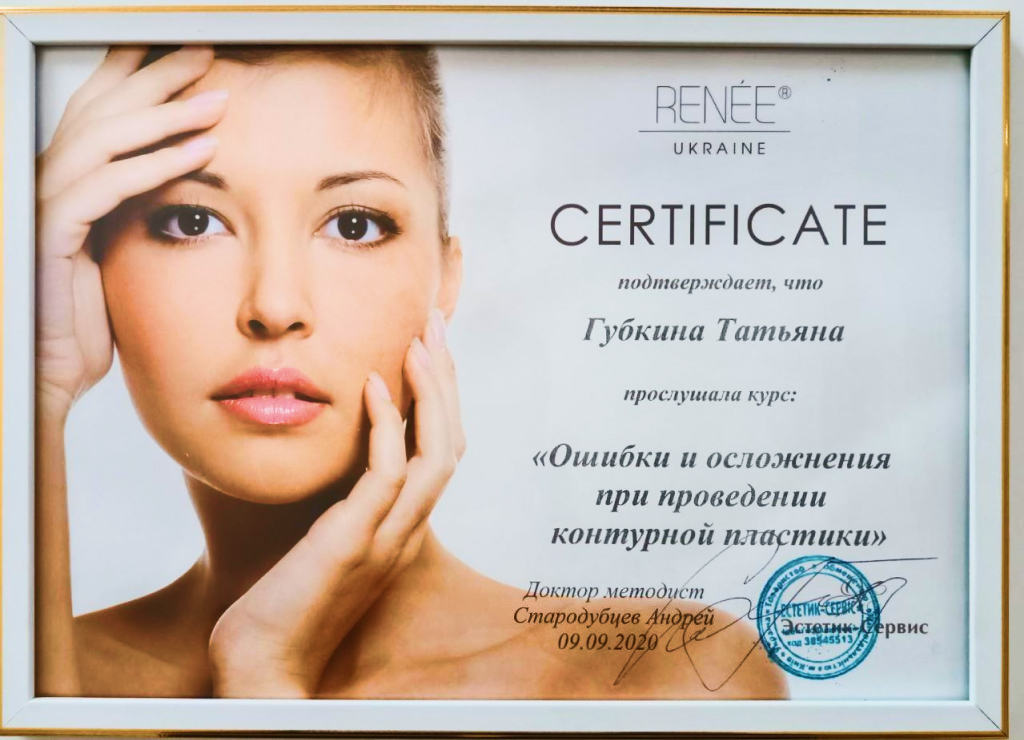 RENÉE®
UKRAINE
CERTIFICATE
подтверждает, что
Губкина Татьяна
прослушала курс:
«Ошибки и осложнения
при проведении
контурной пластики»
Доктор методист
Стародубцев Андрей
09.09.2020
Эстетик-Сервис
ЕСТЕТИК-СЕРВІС
код 38545513